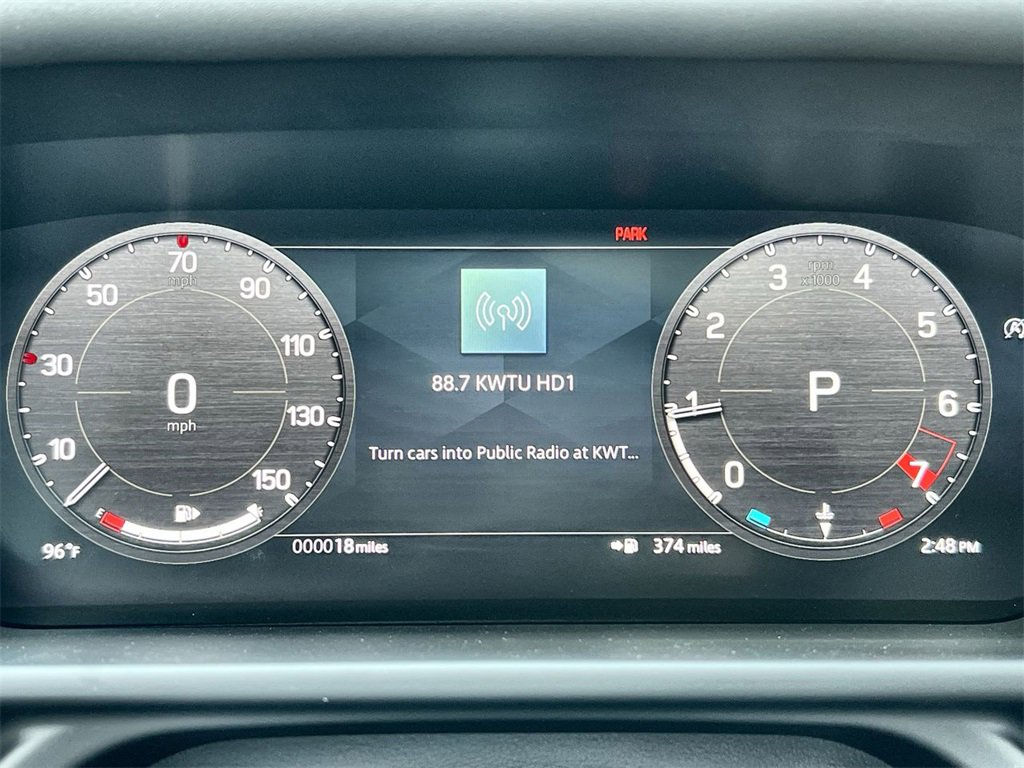 PARK
70
mph
50
90
30
110
0
mph
10
130
150
E
F
96°F
000018 miles
88.7 KWTU HD1
Turn cars into Public Radio at KWT...
374 miles
rpm
x 1000
3
4
2
5
1
P
6
0
7
2:48 PM